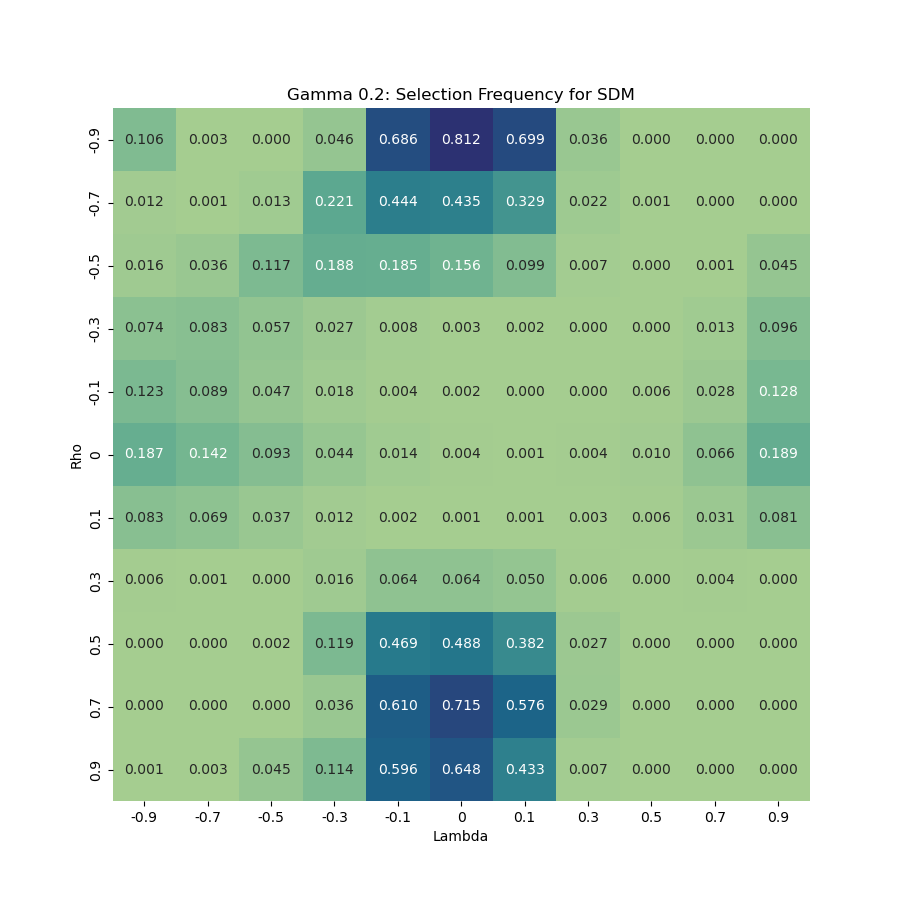 Gamma 0.2: Selection Frequency for SDM
-0.9 0.106 0.003 0.000 0.046 0.686 0.812 0.699 0.036 0.000 0.000 0.000
-0.7 0.012 0.001 0.013 0.221 0.444 0.435 0.329 0.022 0.001 0.000 0.000
-0.5 0.016 0.036 0.117 0.188 0.185 0.156 0.099 0.007 0.000 0.001 0.045
-0.3 0.074 0.083 0.057 0.027 0.008 0.003 0.002 0.000 0.000 0.013 0.096
-0.1 0.123 0.089 0.047 0.018 0.004 0.002 0.000 0.000 0.006 0.028 0.128
Rho
0 0.187 0.142 0.093 0.044 0.014 0.004 0.001 0.004 0.010 0.066 0.189
0.1 0.083 0.069 0.037 0.012 0.002 0.001 0.001 0.003 0.006 0.031 0.081
0.3 0.006 0.001 0.000 0.016 0.064 0.064 0.050 0.006 0.000 0.004 0.000
0.5 0.000 0.000 0.002 0.119 0.469 0.488 0.382 0.027 0.000 0.000 0.000
0.7 0.000 0.000 0.000 0.036 0.610 0.715 0.576 0.029 0.000 0.000 0.000
0.9 0.001 0.003 0.045 0.114 0.596 0.648 0.433 0.007 0.000 0.000 0.000
-0.9 -0.7 -0.5 -0.3 -0.1 0 0.1 0.3 0.5 0.7 0.9
Lambda